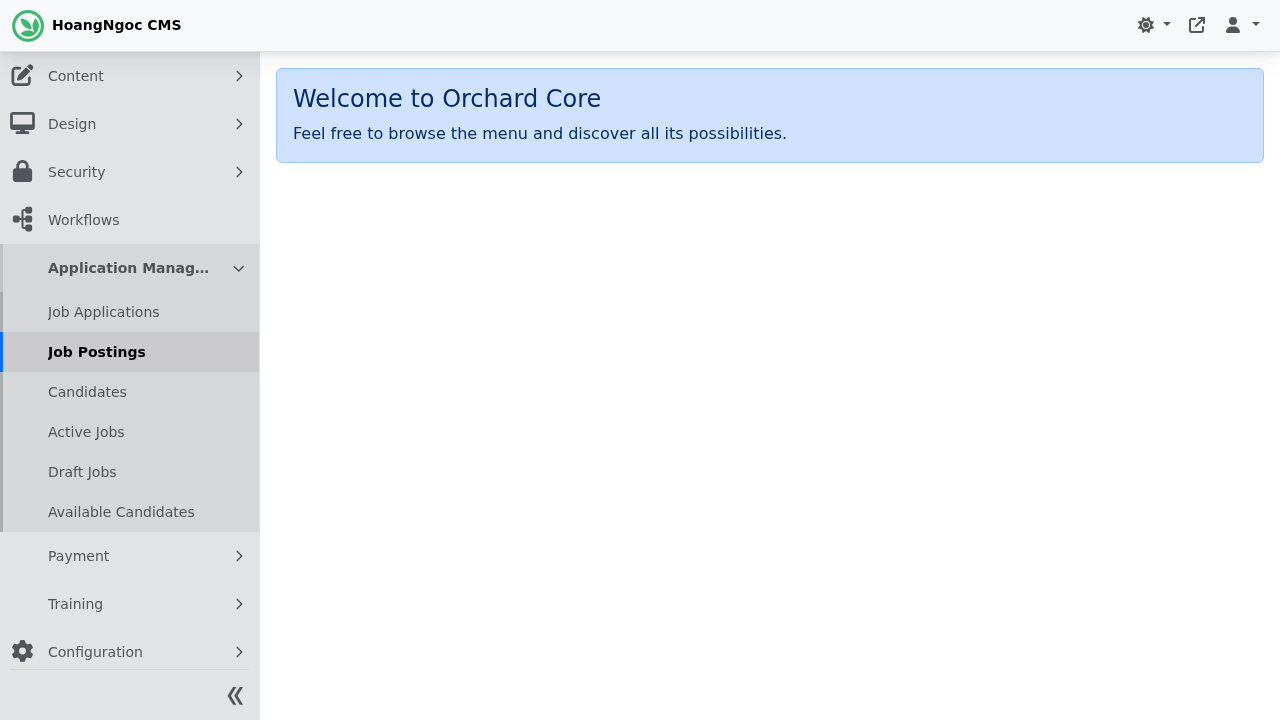 HoangNgoc CMS
Content
Design
Security
Workflows
Application Manag...
Job Applications
Job Postings
Candidates
Active Jobs
Draft Jobs
Available Candidates
Payment
Training
Configuration
Welcome to Orchard Core
Feel free to browse the menu and discover all its possibilities.